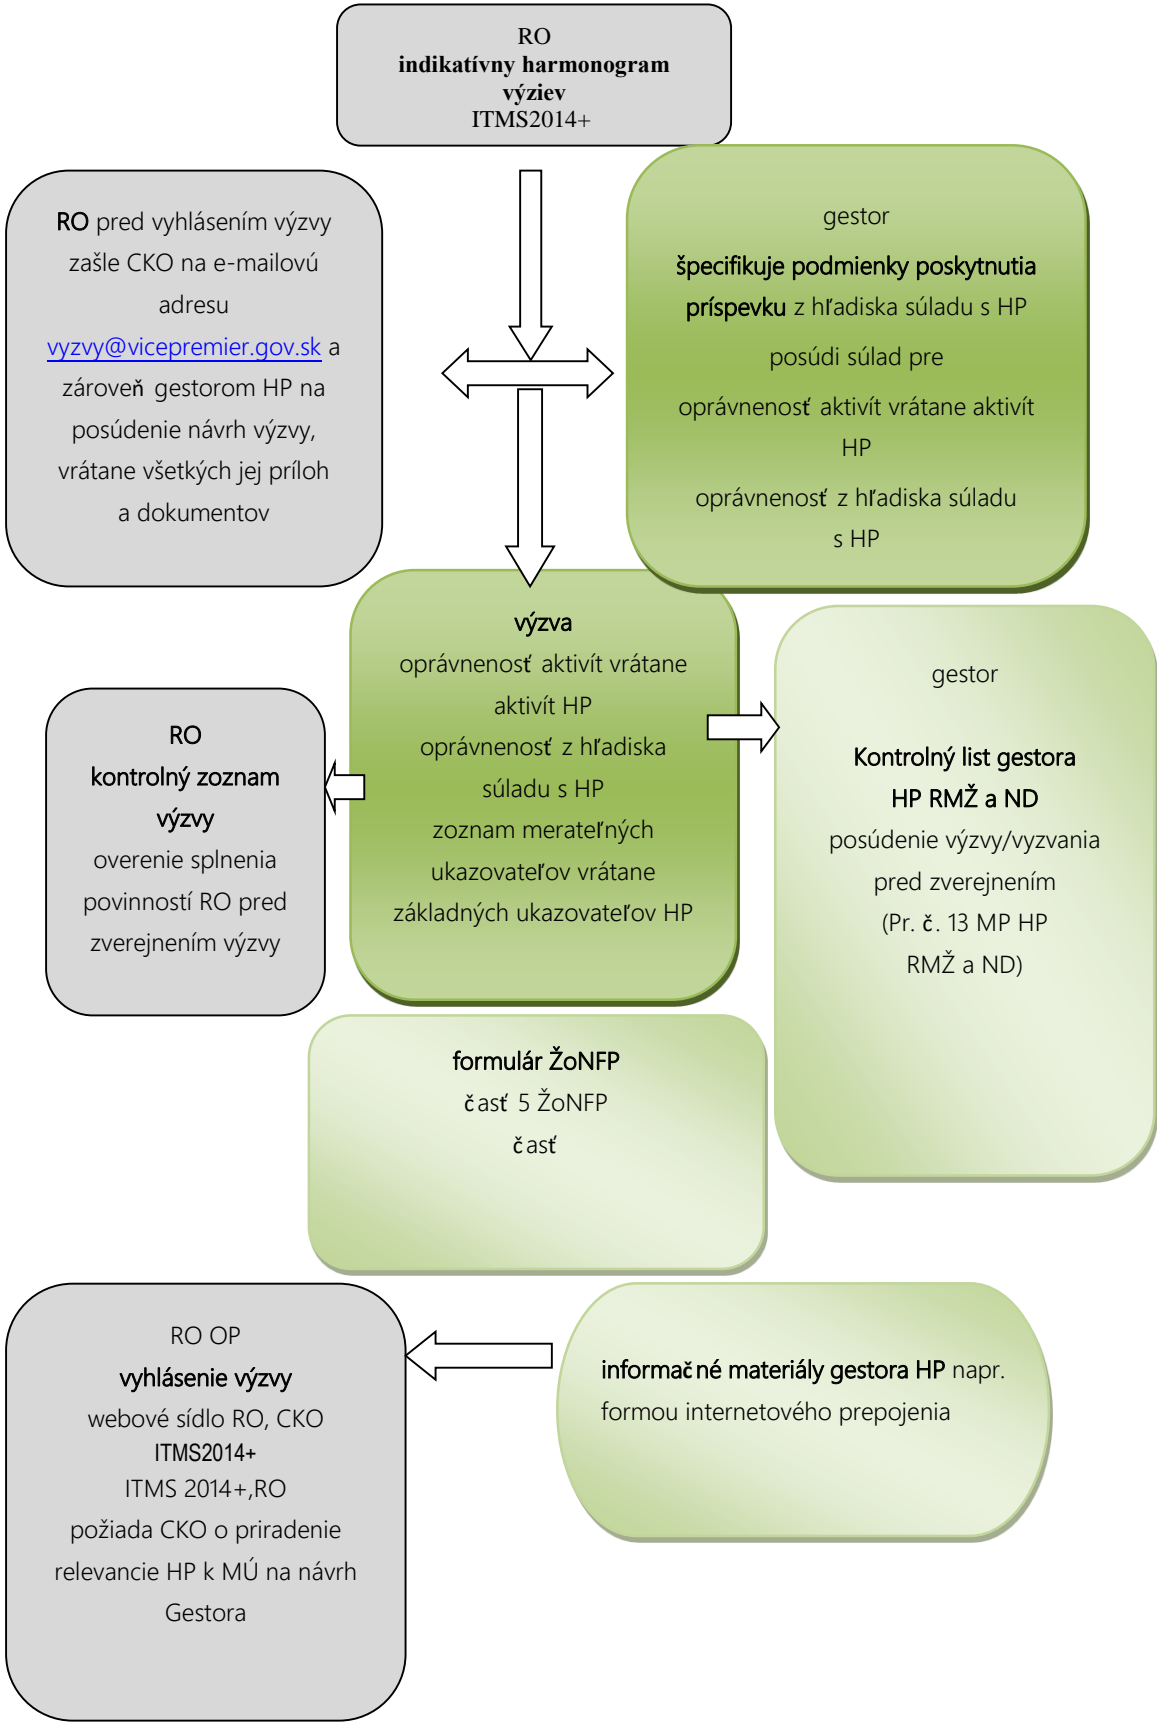 RO
indikatívny harmonogram
výziev
ITMS2014+
RO pred vyhlásením výzvy
zašle CKO na e-mailovú
adresu
vyzvy@vicepremier.gov.sk a
zároveň gestorom HP na
posúdenie návrh výzvy,
vrátane všetkých jej príloh
a dokumentov
gestor
špecifikuje podmienky poskytnutia
príspevku z hľadiska súladu s HP
posúdi súlad pre
oprávnenosť aktivít vrátane aktivít
HP
oprávnenosť z hľadiska súladu
s HP
výzva
oprávnenosť aktivít vrátane
aktivít HP
oprávnenosť z hľadiska
súladu s HP
zoznam merateľných
ukazovateľov vrátane
základných ukazovateľov HP
RO
kontrolný zoznam
výzvy
overenie splnenia
povinností RO pred
zverejnením výzvy
gestor
Kontrolný list gestora
HP RMŽ a ND
posúdenie výzvy/vyzvania
pred zverejnením
(Pr. č. 13 MP HP
RMŽ a ND)
formulár ŽoNFP
časť 5 ŽoNFP
časť
RO OP
vyhlásenie výzvy
webové sídlo RO, CKO
ITMS2014+
ITMS 2014+,RO
požiada CKO o priradenie
relevancie HP k MÚ na návrh
Gestora
informačné materiály gestora HP napr.
formou internetového prepojenia